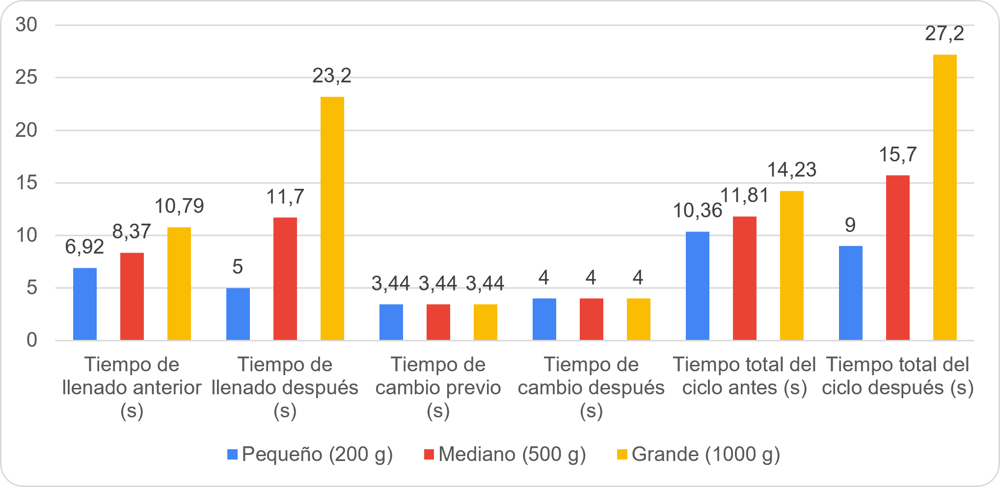 30
25
20
15
10
5
0
6,92
8,37
10,79
5
11,7
23,2
3,44
3,44
3,44
4
4
4
10,36
11,81
14,23
9
15,7
27,2
Tiempo de
llenado anterior
(s)
Tiempo de
llenado después
(s)
Tiempo de
cambio previo
(s)
Tiempo de
cambio después
(s)
Tiempo total del
ciclo antes (s)
Tiempo total del
ciclo después (s)
Pequeño (200 g)
Mediano (500 g)
Grande (1000 g)